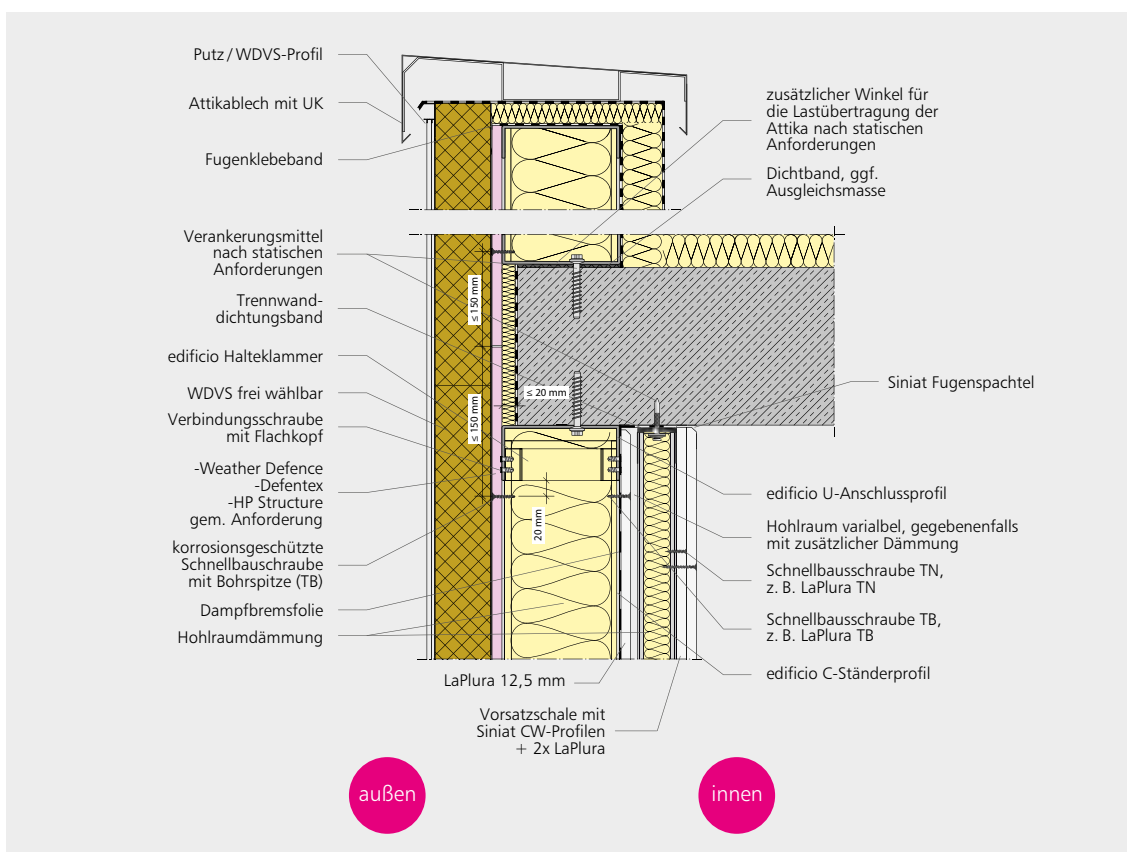 Putz / WDVS-Profil
Attikablech mit UK
Fugenklebeband
Verankerungsmittel
nach statischen
Anforderungen
Trennwand-
dichtungsband
edificio Halteklammer
WDVS frei wählbar
Verbindungsschraube
mit Flachkopf
-Weather Defence
-Defentex
-HP Structure
gem. Anforderung
korrosionsgeschützte
Schnellbauschraube
mit Bohrspitze (TB)
Dampfbremsfolie
Hohlraumdämmung
≤ 150 mm
≤ 20 mm
≤ 150 mm
20 mm
zusätzlicher Winkel für
die Lastübertragung der
Attika nach statischen
Anforderungen
Dichtband, ggf.
Ausgleichsmasse
Siniat Fugenspachtel
edificio U-Anschlussprofil
Hohlraum varialbel, gegebenenfalls
mit zusätzlicher Dämmung
Schnellbausschraube TN,
z. B. LaPlura TN
Schnellbausschraube TB,
z. B. LaPlura TB
edificio C-Ständerprofil
LaPlura 12,5 mm
Vorsatzschale mit
Siniat CW-Profilen
+ 2x LaPlura
außen
innen